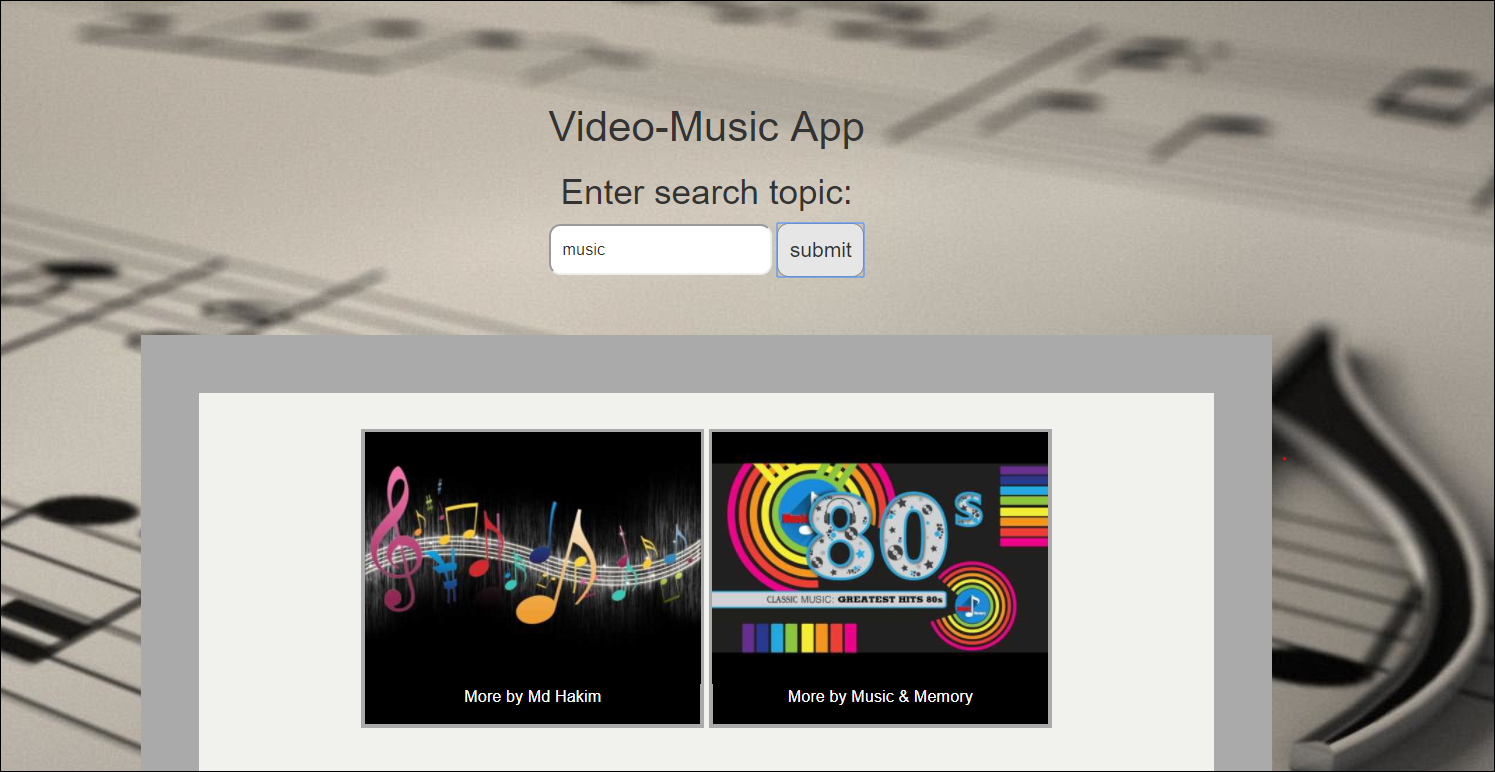 Video-Music App
Enter search topic:
music
submit
80s
CLASSIC MUSIC: GREATEST HITS 80s
More by Md Hakim
More by Music & Memory